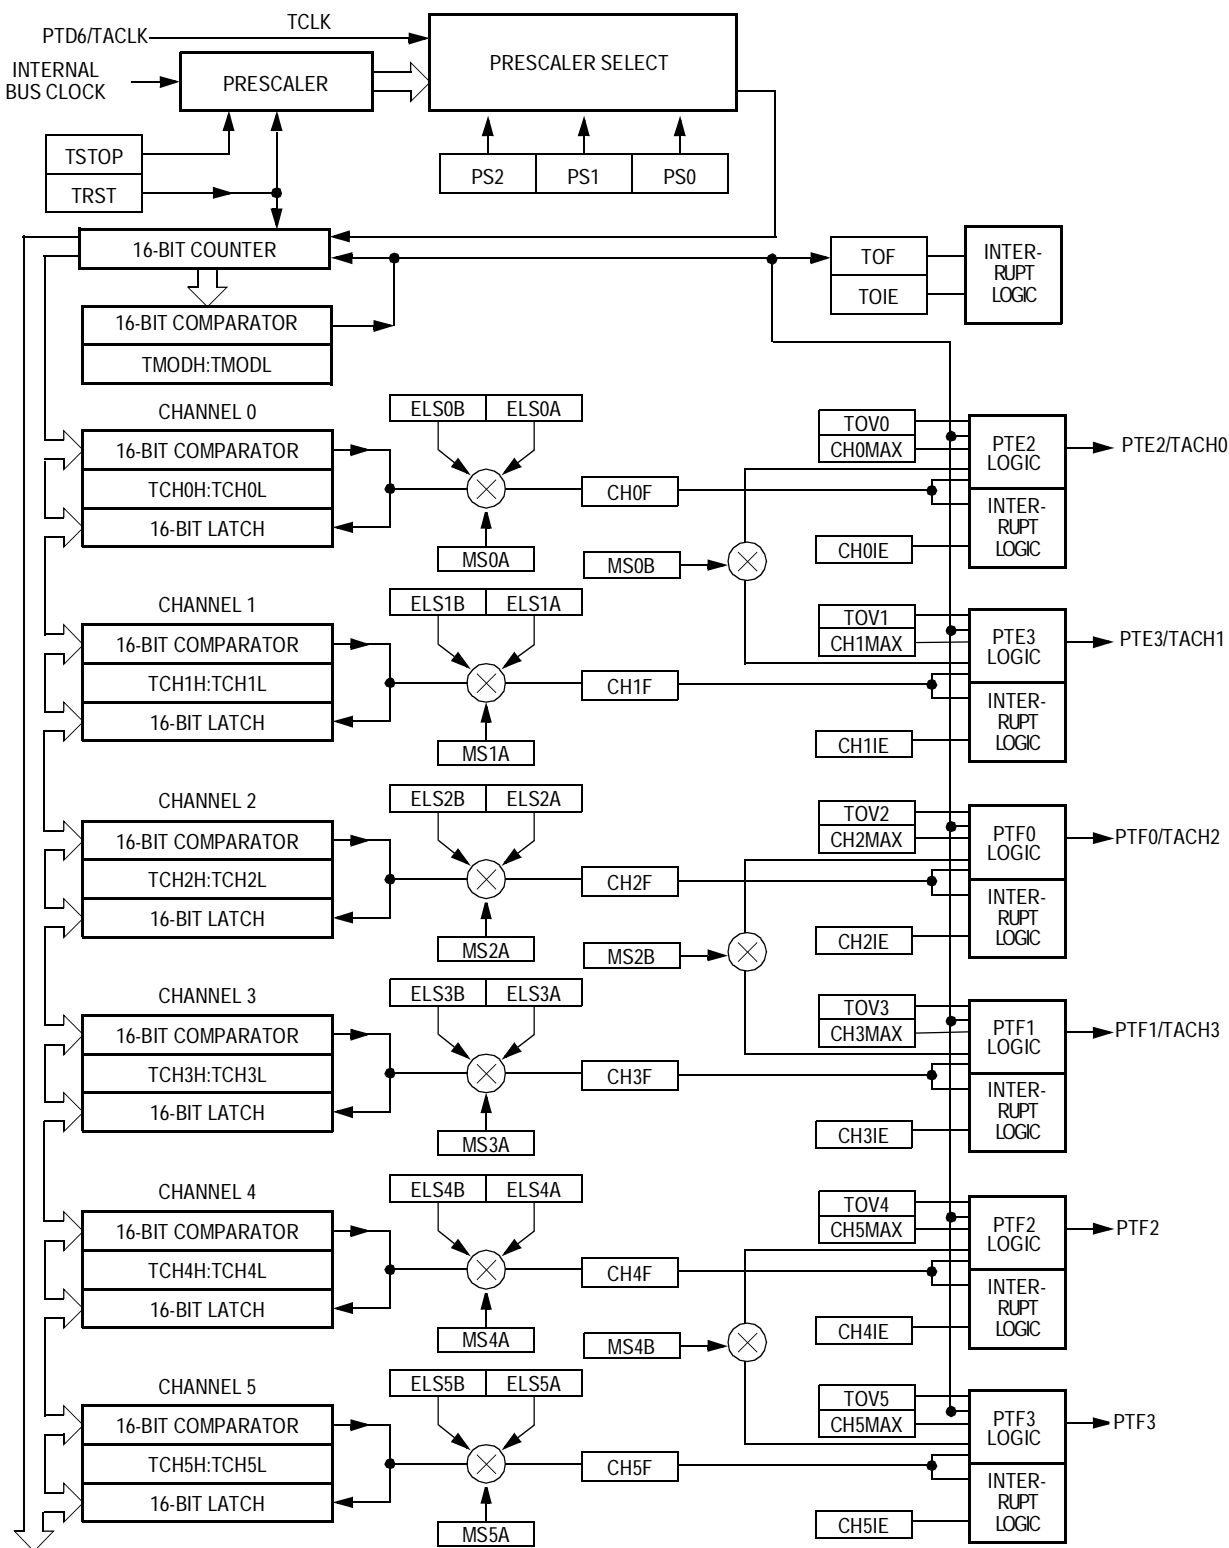 TCLK
PTD6/TACLK
PRESCALER SELECT
INTERNAL
BUS CLOCK
PRESCALER
TSTOP
TRST
PS2
PS1
PS0
16-BIT COUNTER
TOF
TOIE
INTER-
RUPT
LOGIC
16-BIT COMPARATOR
TMODH:TMODL
CHANNEL 0
ELS0B
ELS0A
TOV0
CH0MAX
PTE2
LOGIC
PTE2/TACH0
16-BIT COMPARATOR
TCH0H:TCH0L
16-BIT LATCH
CH0F
INTER-
RUPT
LOGIC
MS0A
MS0B
CH0IE
CHANNEL 1
ELS1B
ELS1A
TOV1
CH1MAX
PTE3
LOGIC
PTE3/TACH1
16-BIT COMPARATOR
TCH1H:TCH1L
16-BIT LATCH
CH1F
INTER-
RUPT
LOGIC
MS1A
CH1IE
CHANNEL 2
ELS2B
ELS2A
TOV2
CH2MAX
PTF0
LOGIC
PTF0/TACH2
16-BIT COMPARATOR
TCH2H:TCH2L
16-BIT LATCH
CH2F
INTER-
RUPT
LOGIC
MS2A
MS2B
CH2IE
CHANNEL 3
ELS3B
ELS3A
TOV3
CH3MAX
PTF1
LOGIC
PTF1/TACH3
16-BIT COMPARATOR
TCH3H:TCH3L
16-BIT LATCH
CH3F
INTER-
RUPT
LOGIC
MS3A
CH3IE
CHANNEL 4
ELS4B
ELS4A
TOV4
CH5MAX
PTF2
LOGIC
PTF2
16-BIT COMPARATOR
TCH4H:TCH4L
16-BIT LATCH
CH4F
INTER-
RUPT
LOGIC
MS4A
MS4B
CH4IE
CHANNEL 5
ELS5B
ELS5A
TOV5
CH5MAX
PTF3
LOGIC
PTF3
16-BIT COMPARATOR
TCH5H:TCH5L
16-BIT LATCH
CH5F
INTER-
RUPT
LOGIC
MS5A
CH5IE